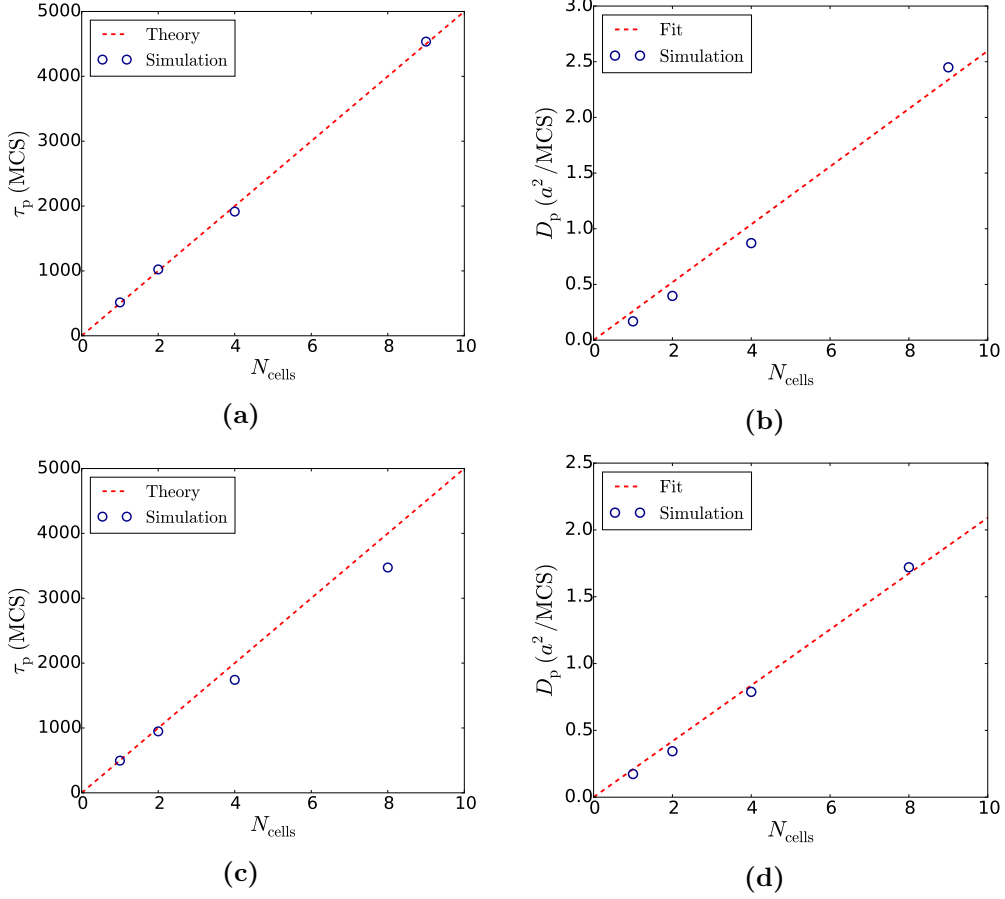 5000
4000
3000
2000
1000
0
τp (MCS)
Theory
Simulation
0 2 4 6 8 10
Ncells
(a)
3.0
2.5
2.0
1.5
1.0
0.5
0.0
Dp (a² /MCS)
Fit
Simulation
0 2 4 6 8 10
Ncells
(b)
5000
4000
3000
2000
1000
0
τp (MCS)
Theory
Simulation
0 2 4 6 8 10
Ncells
(c)
2.5
2.0
1.5
1.0
0.5
0.0
Dp (a² /MCS)
Fit
Simulation
0 2 4 6 8 10
Ncells
(d)